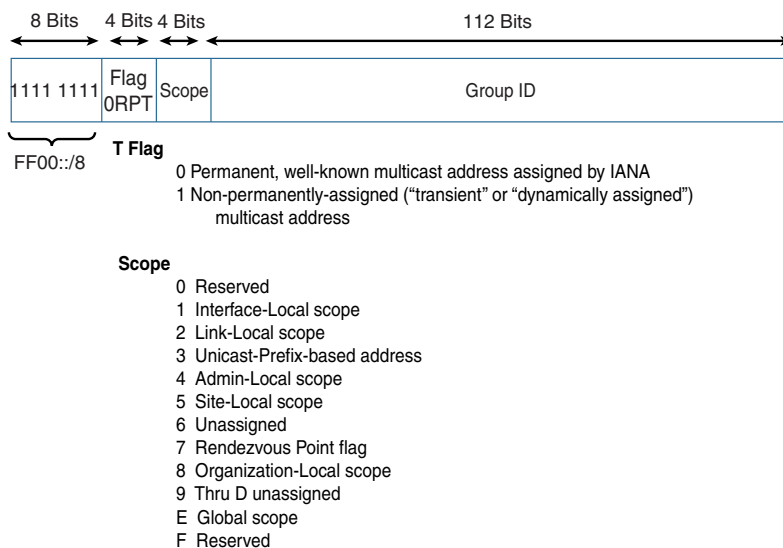 8 Bits 4 Bits 4 Bits 112 Bits
1111 1111 Flag 0RPT Scope Group ID
FF00::/8
T Flag
0 Permanent, well-known multicast address assigned by IANA
1 Non-permanently-assigned (“transient” or “dynamically assigned”)
multicast address
Scope
0 Reserved
1 Interface-Local scope
2 Link-Local scope
3 Unicast-Prefix-based address
4 Admin-Local scope
5 Site-Local scope
6 Unassigned
7 Rendezvous Point flag
8 Organization-Local scope
9 Thru D unassigned
E Global scope
F Reserved